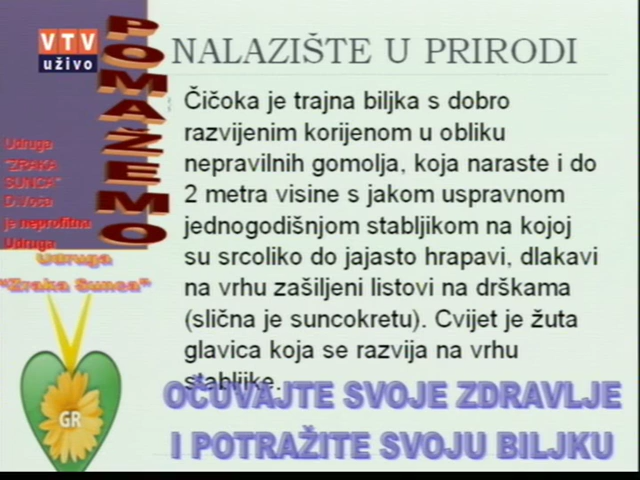 VTV
uživo
POMAŽEMO
Udruga
"ZRAKA
SUNCA"
D.Voša
je neprofitna
Udruga
Udruga
"Zraka Sunca"
GR
NALAZIŠTE U PRIRODI
Čičoka je trajna biljka s dobro
razvijenim korijenom u obliku
nepravilnih gomolja, koja naraste i do
2 metra visine s jakom uspravnom
jednogodišnjom stabljikom na kojoj
su srcoliko do jajasto hrapavi, dlakavi
na vrhu zašiljeni listovi na drškama
(slična je suncokretu). Cvijet je žuta
glavica koja se razvija na vrhu
stabljike.
OČUVAJTE SVOJE ZDRAVLJE
I POTRAŽITE SVOJU BILJKU